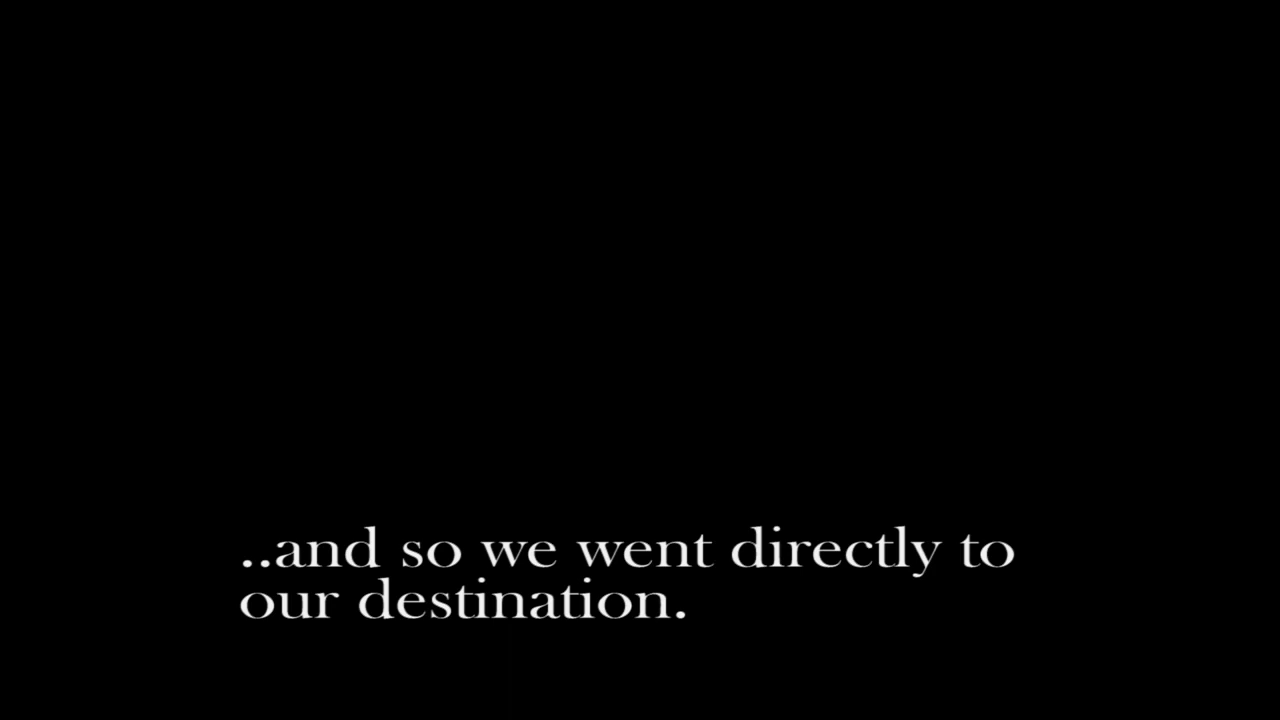 ..and so we went directly to
our destination.